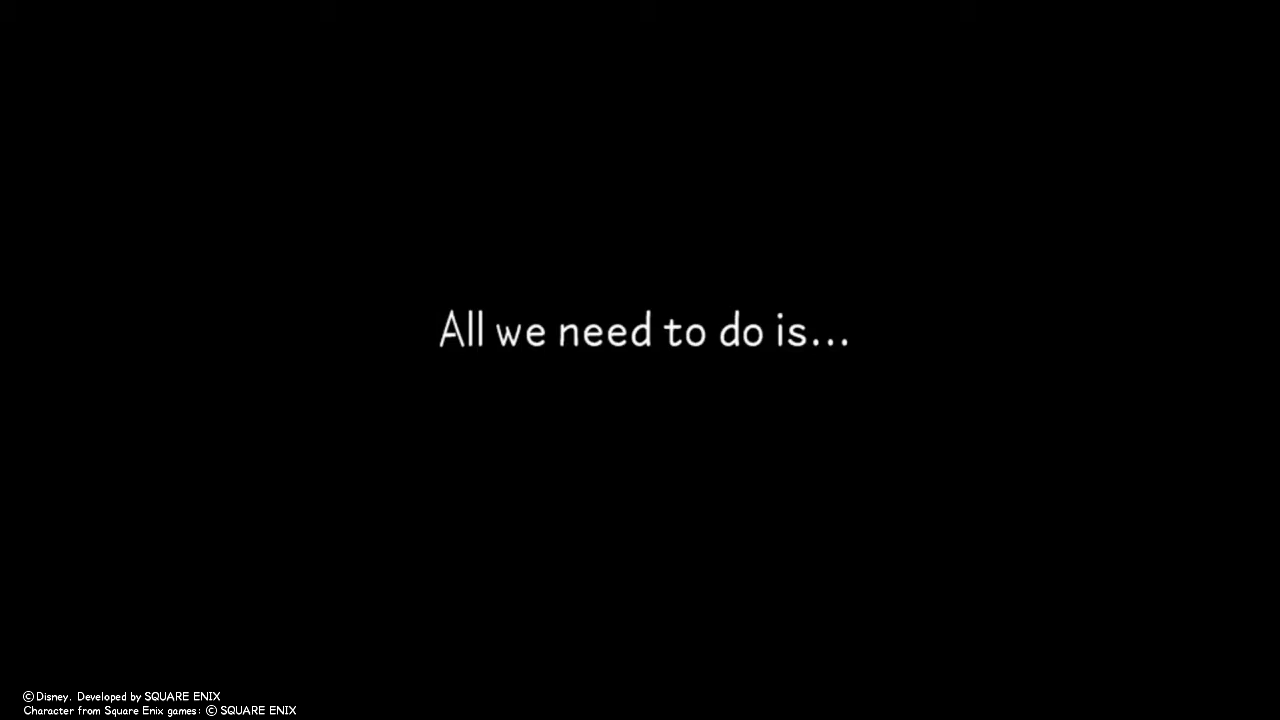 All we need to do is...
©Disney. Developed by SQUARE ENIX
Character from Square Enix games: © SQUARE ENIX